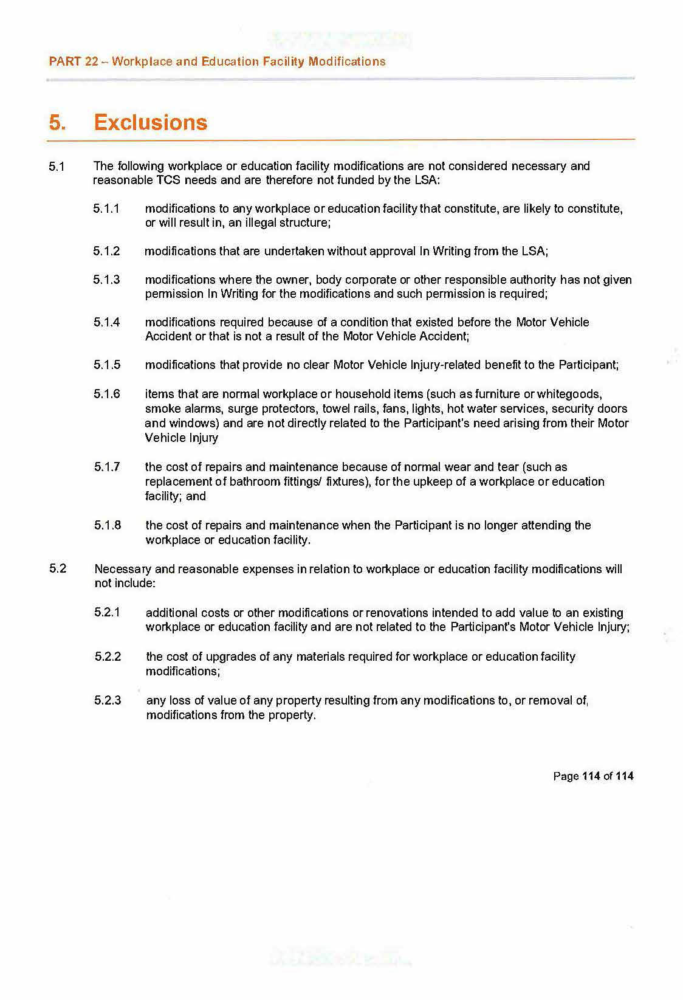 PART 22 – Workplace and Education Facility Modifications
5. Exclusions
5.1 The following workplace or education facility modifications are not considered necessary and
reasonable TCS needs and are therefore not funded by the LSA:
5.1.1 modifications to any workplace or education facility that constitute, are likely to constitute,
or will result in, an illegal structure;
5.1.2 modifications that are undertaken without approval In Writing from the LSA;
5.1.3 modifications where the owner, body corporate or other responsible authority has not given
permission In Writing for the modifications and such permission is required;
5.1.4 modifications required because of a condition that existed before the Motor Vehicle
Accident or that is not a result of the Motor Vehicle Accident;
5.1.5 modifications that provide no clear Motor Vehicle Injury-related benefit to the Participant;
5.1.6 items that are normal workplace or household items (such as furniture or whitegoods,
smoke alarms, surge protectors, towel rails, fans, lights, hot water services, security doors
and windows) and are not directly related to the Participant's need arising from their Motor
Vehicle Injury
5.1.7 the cost of repairs and maintenance because of normal wear and tear (such as
replacement of bathroom fittings/ fixtures), for the upkeep of a workplace or education
facility; and
5.1.8 the cost of repairs and maintenance when the Participant is no longer attending the
workplace or education facility.
5.2 Necessary and reasonable expenses in relation to workplace or education facility modifications will
not include:
5.2.1 additional costs or other modifications or renovations intended to add value to an existing
workplace or education facility and are not related to the Participant's Motor Vehicle Injury;
5.2.2 the cost of upgrades of any materials required for workplace or education facility
modifications;
5.2.3 any loss of value of any property resulting from any modifications to, or removal of,
modifications from the property.
Page 114 of 114